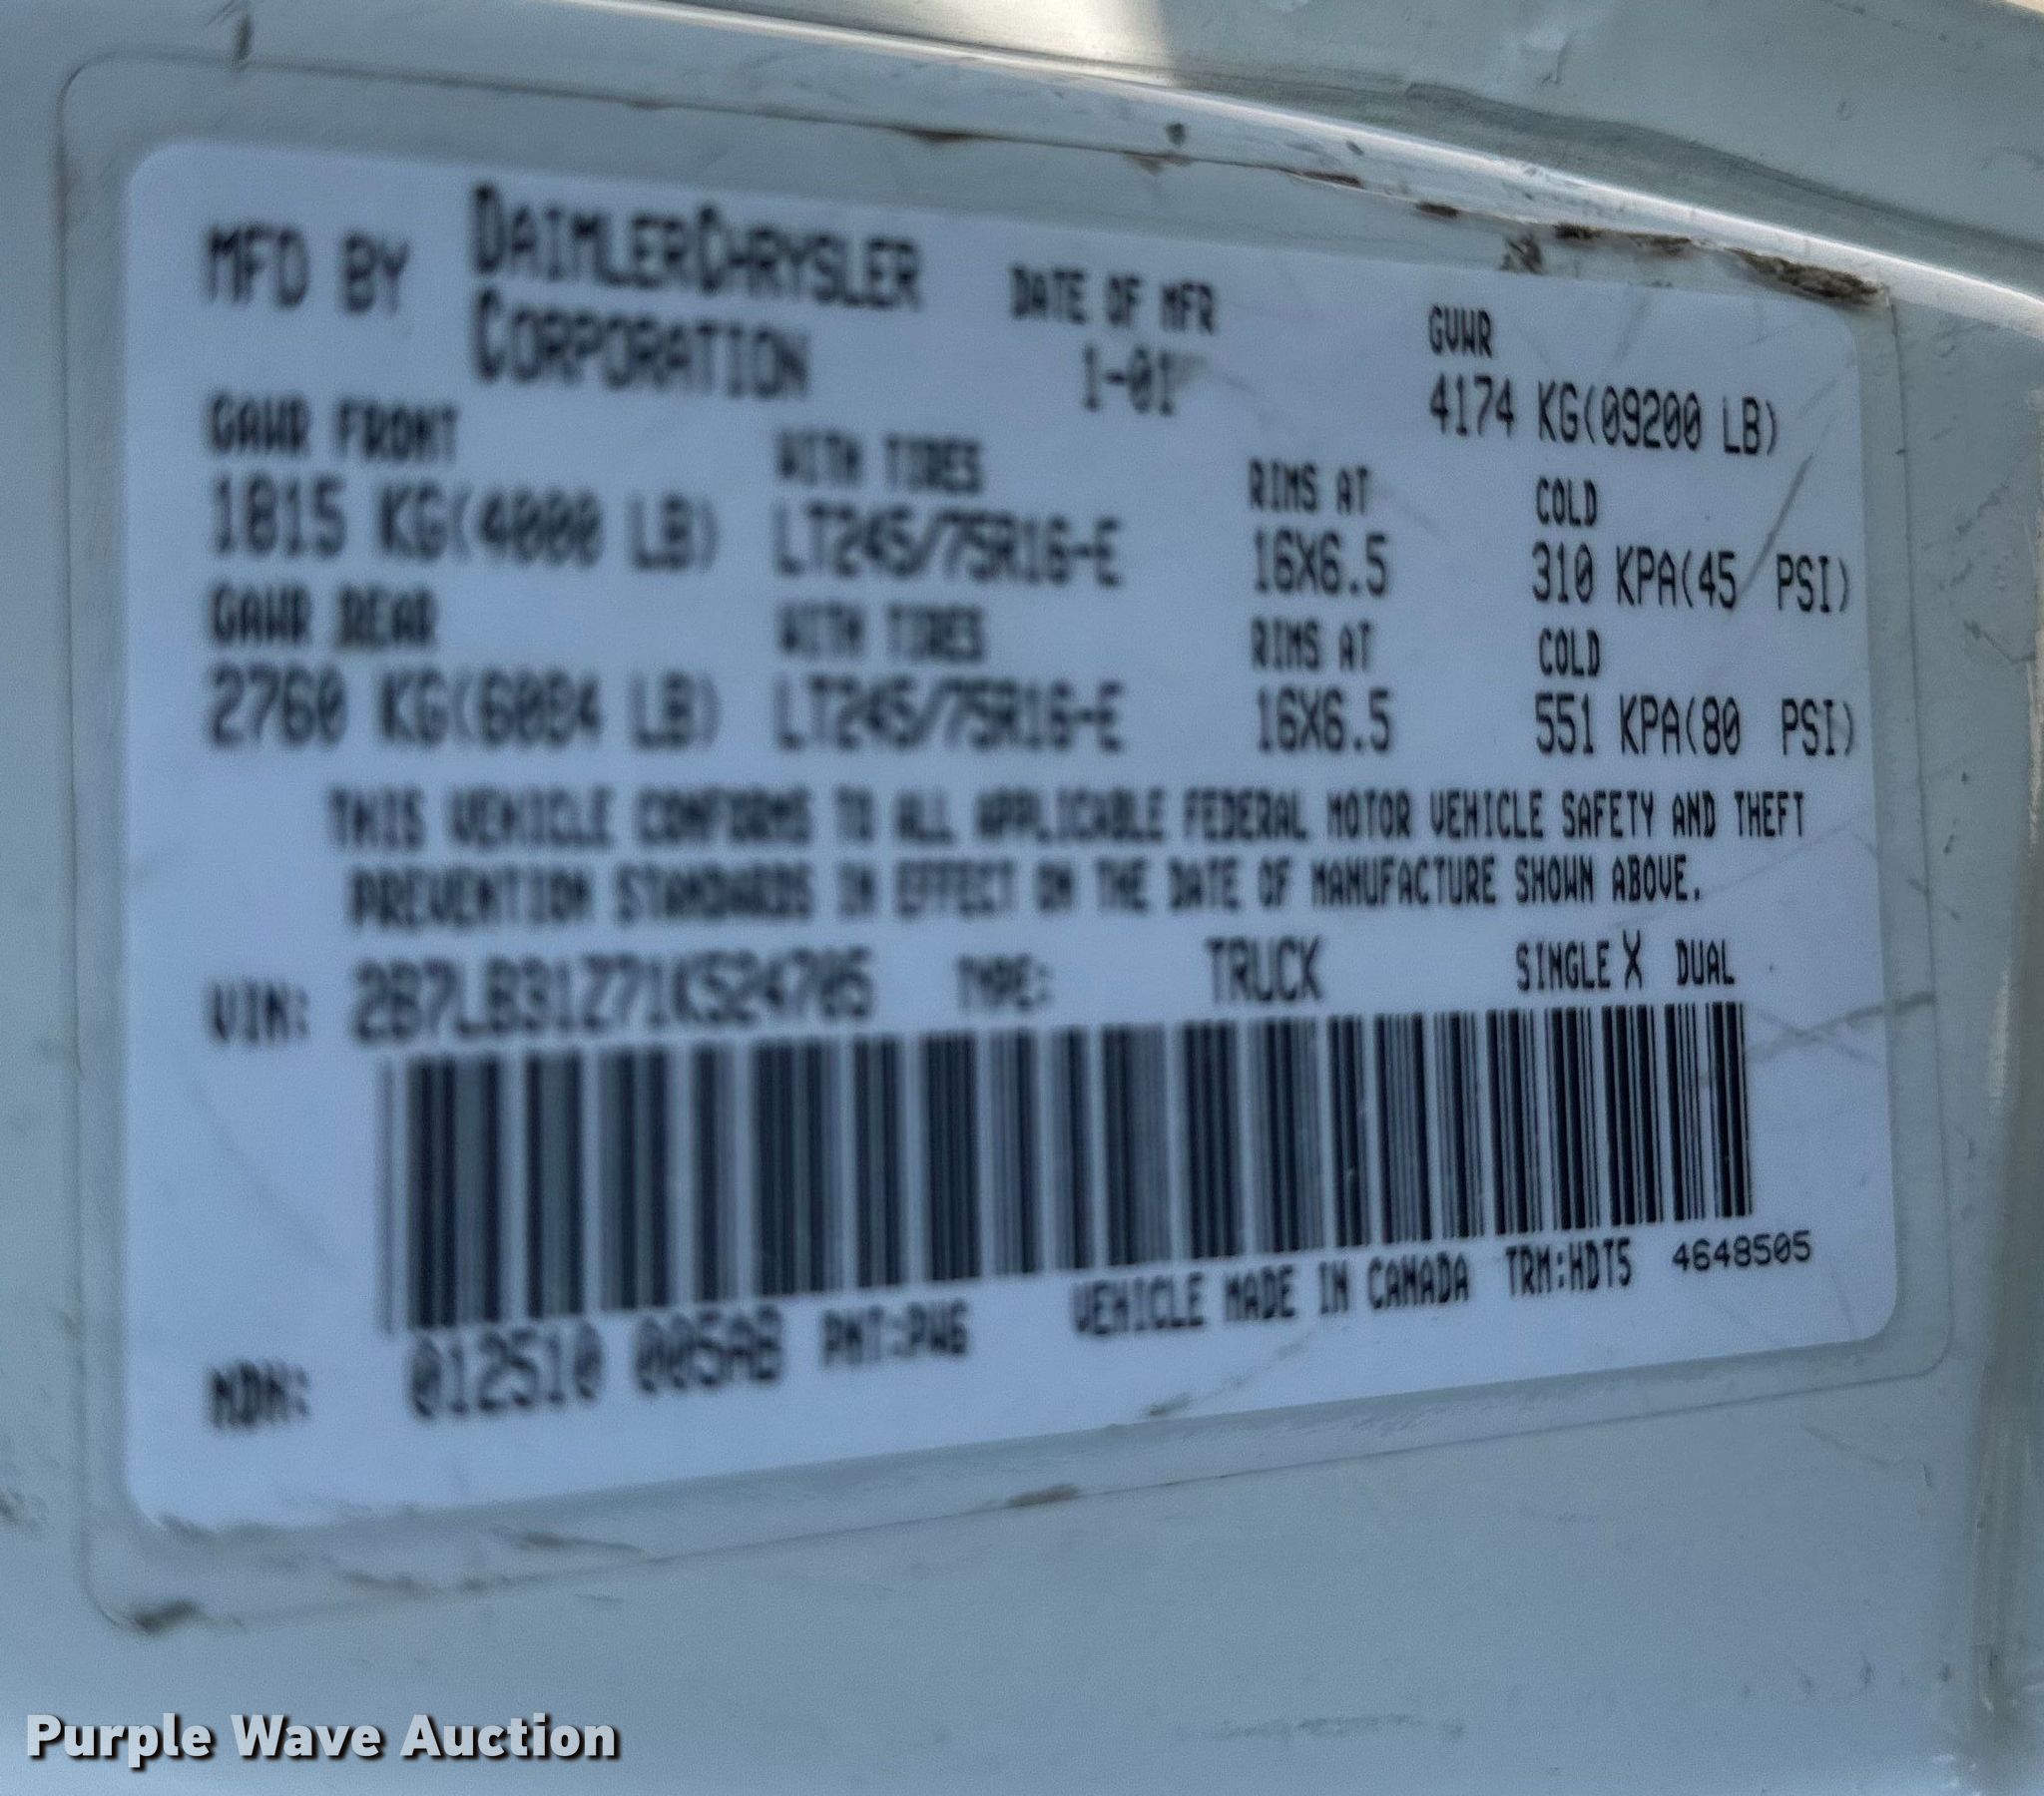 MFD BY DAIMLERCHRYSLER CORPORATION
DATE OF MFR 1-01
GVWR 4174 KG(09200 LB)
GAWR FRONT WITH TIRES RIMS AT COLD
1815 KG(4000 LB) LT245/75R16-E 16X6.5 310 KPA(45 PSI)
GAWR REAR WITH TIRES RIMS AT COLD
2760 KG(6084 LB) LT245/75R16-E 16X6.5 551 KPA(80 PSI)
THIS VEHICLE CONFORMS TO ALL APPLICABLE FEDERAL MOTOR VEHICLE SAFETY AND THEFT
PREVENTION STANDARDS IN EFFECT ON THE DATE OF MANUFACTURE SHOWN ABOVE.
VIN: 2B7LB31Z71K524705 TYPE: TRUCK SINGLE X DUAL
MDH: 012510 005AB PNT:PW6 VEHICLE MADE IN CANADA TRM:HDT5 4648505
Purple Wave Auction